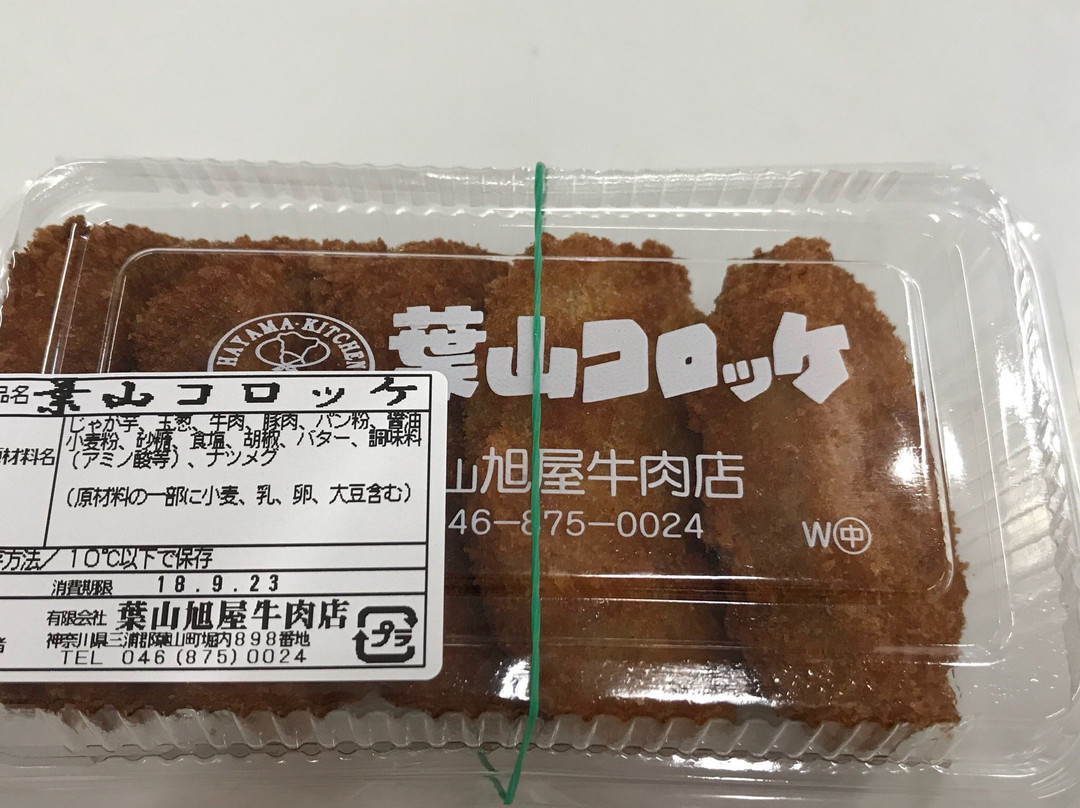 HAYAMA・KITCHEN
葉山コロッケ
山旭屋牛肉店
46-875-0024
W㊥
品名 葉山コロッケ
材料名
じゃが芋、玉葱、牛肉、豚肉、パン粉、醤油
小麦粉、砂糖、食塩、胡椒、バター、調味料
(アミノ酸等)、ナツメグ
(原材料の一部に小麦、乳、卵、大豆含む)
方法/ 10℃以下で保存
消費期限 18.9.23
者
有限会社 葉山旭屋牛肉店
神奈川県三浦郡葉山町堀内898番地
TEL 046(875)0024
プラ